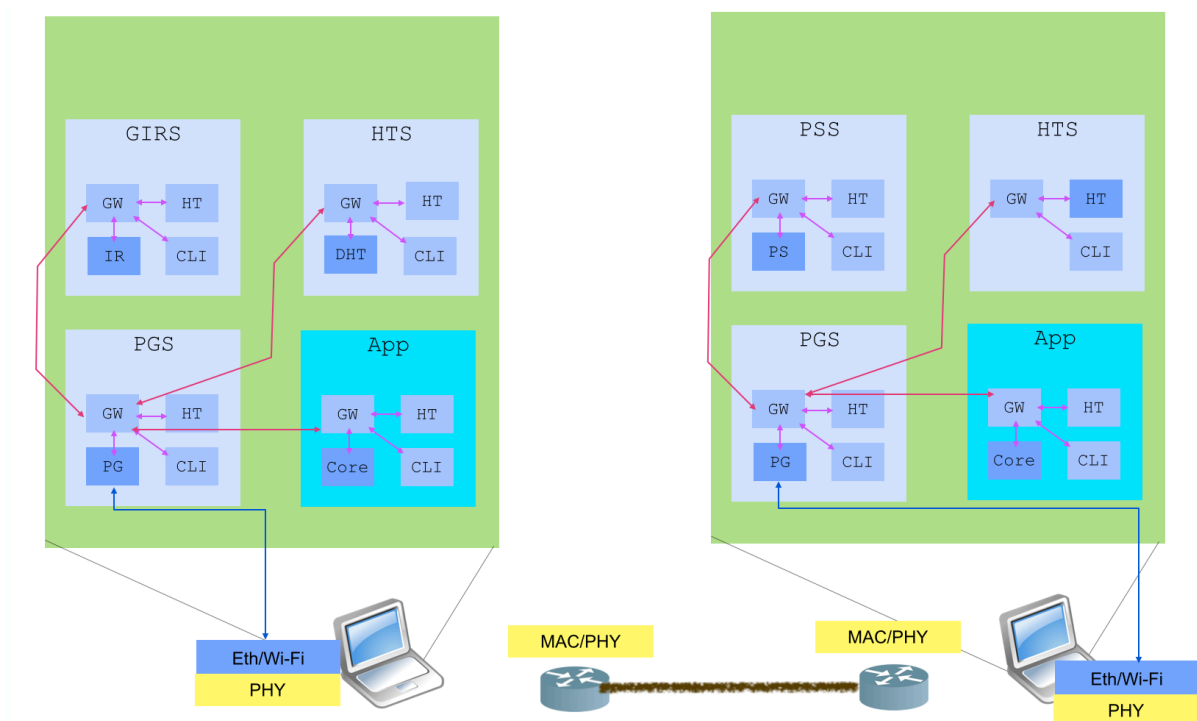 GIRS
HTS
GW
HT
IR
CLI
GW
HT
DHT
CLI
PGS
App
GW
HT
PG
CLI
GW
HT
Core
CLI
PSS
HTS
GW
HT
PS
CLI
GW
HT
CLI
PGS
App
GW
HT
PG
CLI
GW
HT
Core
CLI
Eth/Wi-Fi
PHY
MAC/PHY
MAC/PHY
Eth/Wi-Fi
PHY